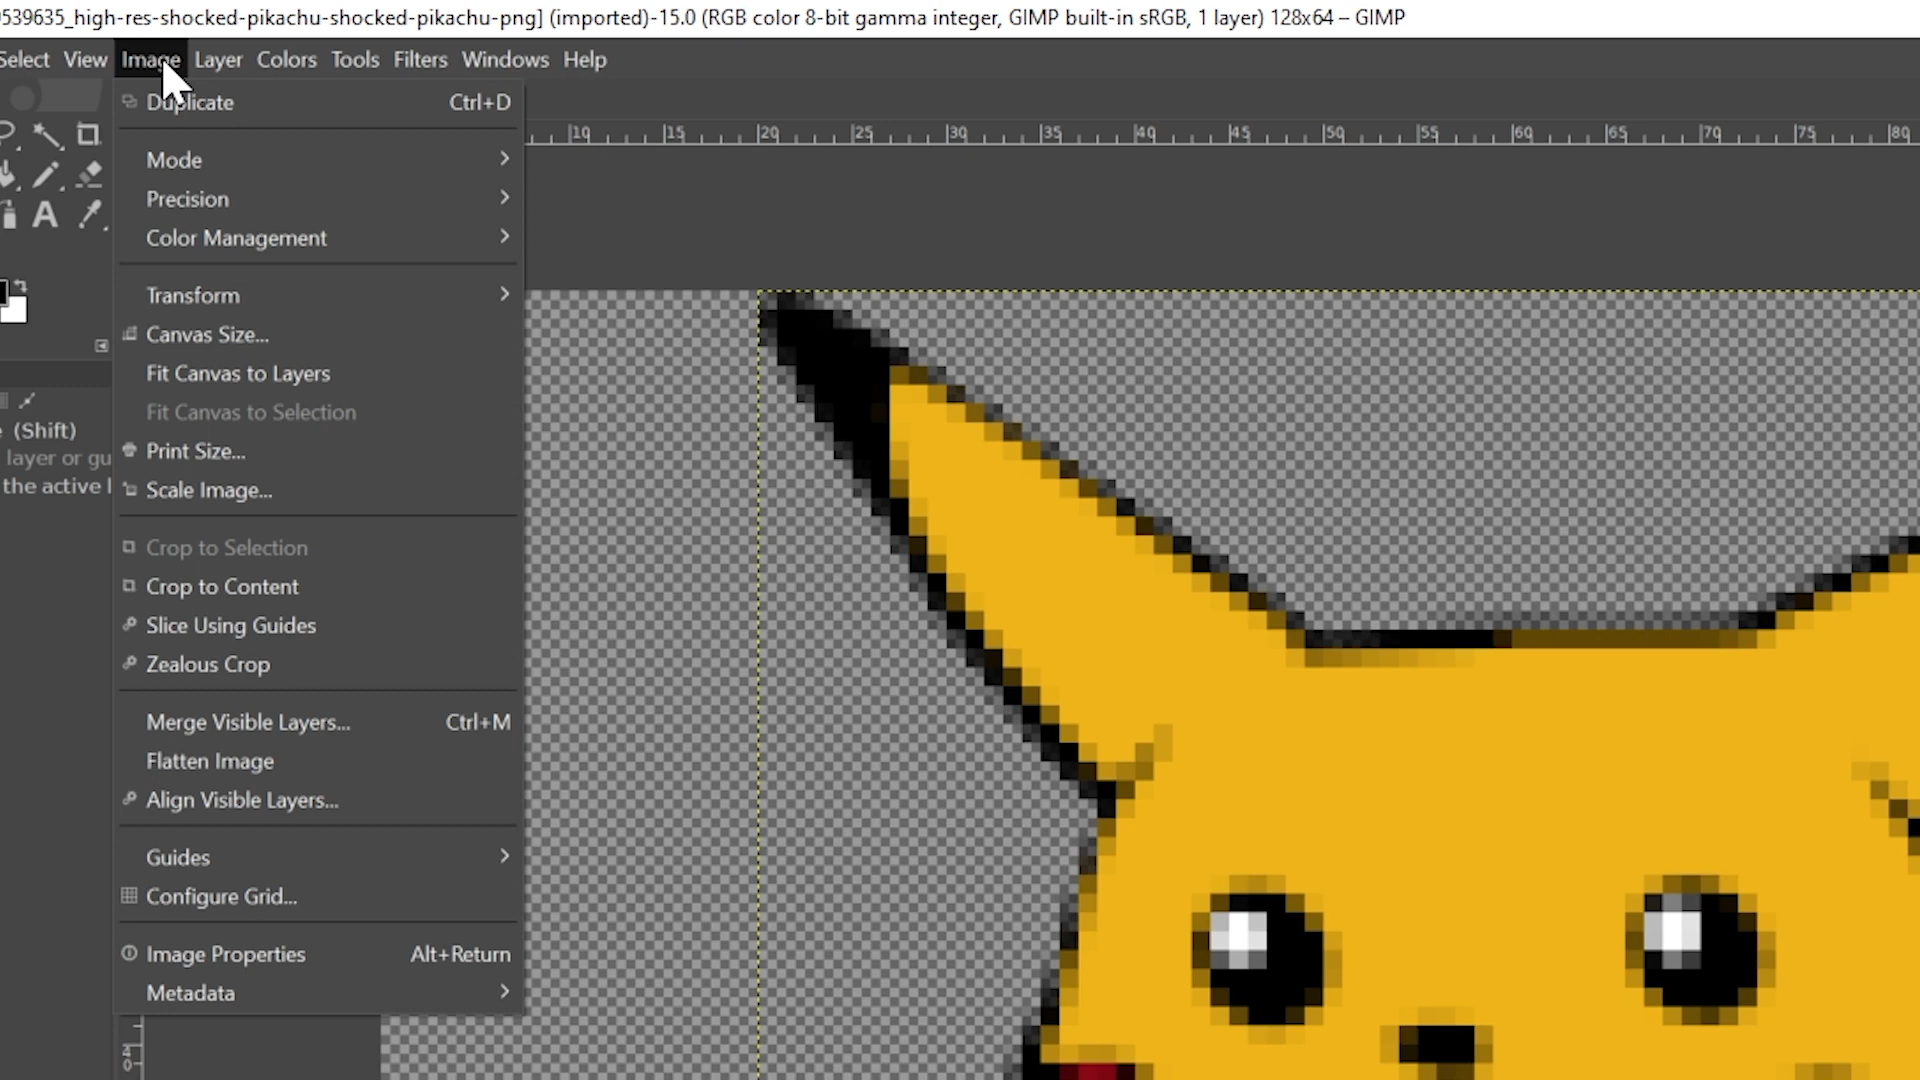 539635_high-res-shocked-pikachu-shocked-pikachu-png] (imported)-15.0 (RGB color 8-bit gamma integer, GIMP built-in sRGB, 1 layer) 128x64 – GIMP
Select View Image Layer Colors Tools Filters Windows Help
Duplicate Ctrl+D
10 15 20 25 30 35 40 45 50 55 60 65 70 75 80
Mode
Precision
Color Management
Transform
Canvas Size...
Fit Canvas to Layers
Fit Canvas to Selection
(Shift)
Print Size...
layer or gu
the active l
Scale Image...
Crop to Selection
Crop to Content
Slice Using Guides
Zealous Crop
Merge Visible Layers... Ctrl+M
Flatten Image
Align Visible Layers...
Guides
Configure Grid...
Image Properties Alt+Return
Metadata
40